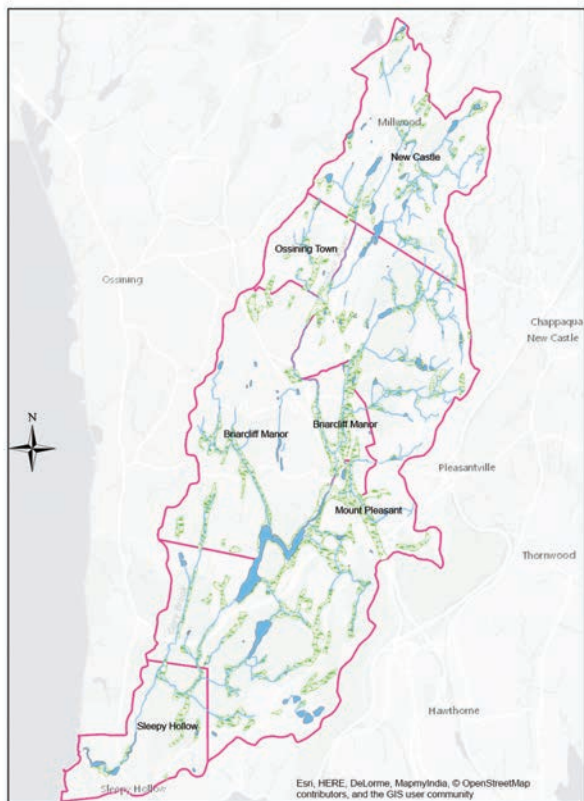 Millwood
New Castle
Ossining Town
Ossining
Chappaqua
New Castle
Briarcliff Manor
Briarcliff Manor
N
Pleasantville
Mount Pleasant
Thornwood
Sleepy Hollow
Hawthorne
Sleepy Hollow
Esri, HERE, DeLorme, MapmyIndia, © OpenStreetMap
contributors, and the GIS user community